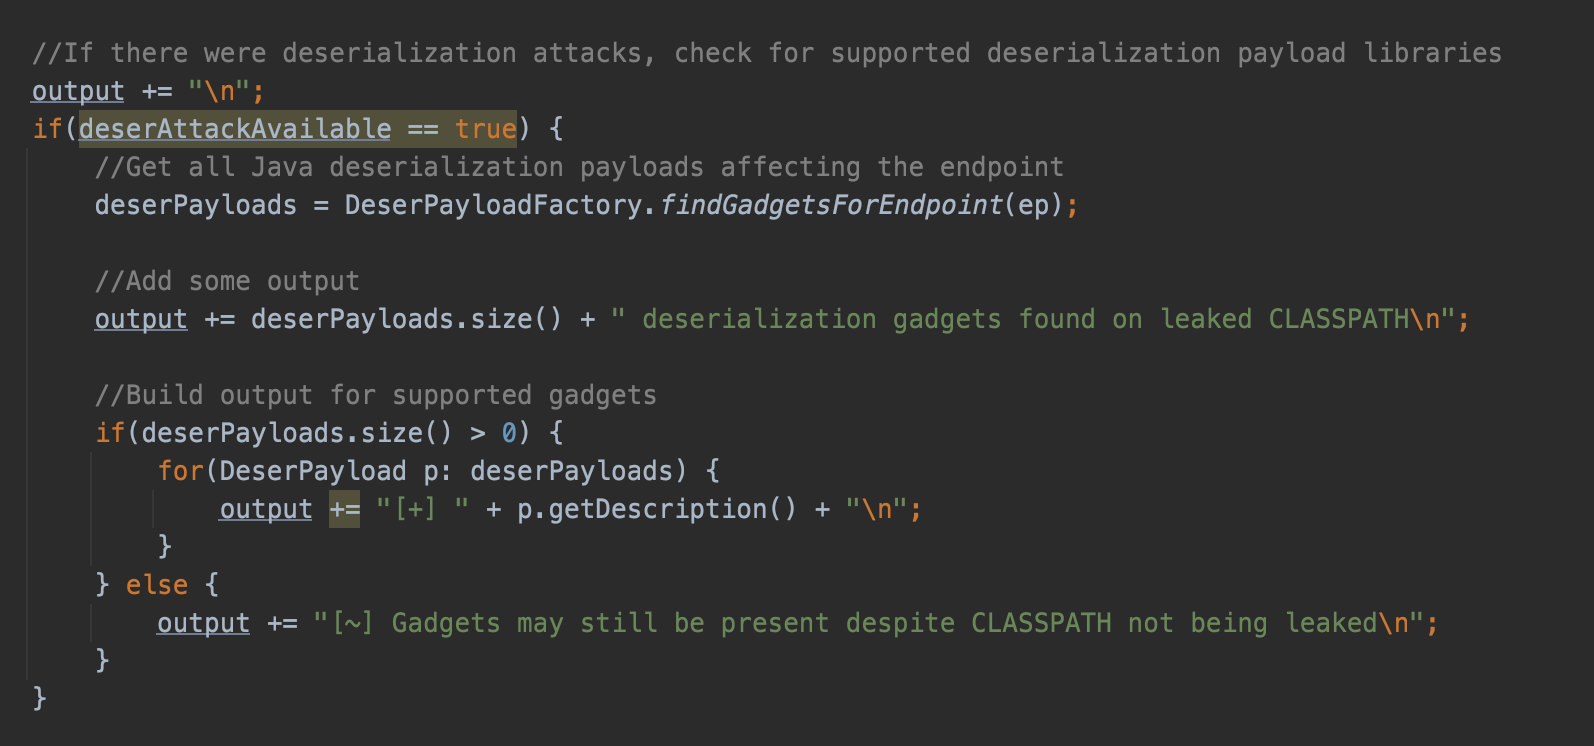 //If there were deserialization attacks, check for supported deserialization payload libraries
output += "\n";
if(deserAttackAvailable == true) {
//Get all Java deserialization payloads affecting the endpoint
deserPayloads = DeserPayloadFactory.findGadgetsForEndpoint(ep);
//Add some output
output += deserPayloads.size() + " deserialization gadgets found on leaked CLASSPATH\n";
//Build output for supported gadgets
if(deserPayloads.size() > 0) {
for(DeserPayload p: deserPayloads) {
output += "[+] " + p.getDescription() + "\n";
}
} else {
output += "[~] Gadgets may still be present despite CLASSPATH not being leaked\n";
}
}